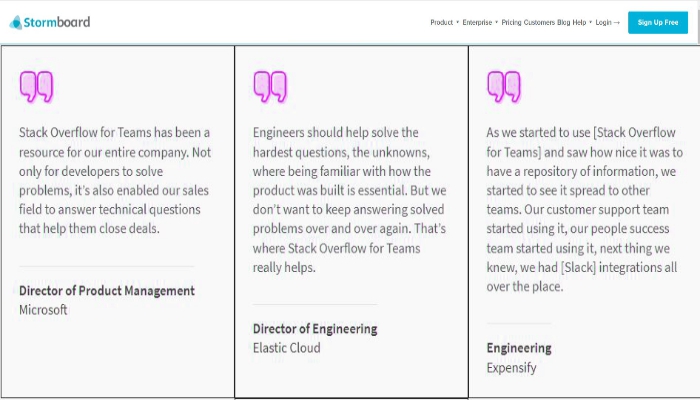 Stormboard
Product Enterprise Pricing Customers Blog Help Login → Sign Up Free
Stack Overflow for Teams has been a
resource for our entire company. Not
only for developers to solve
problems, it's also enabled our sales
field to answer technical questions
that help them close deals.
Director of Product Management
Microsoft
Engineers should help solve the
hardest questions, the unknowns,
where being familiar with how the
product was built is essential. But we
don't want to keep answering solved
problems over and over again. That's
where Stack Overflow for Teams
really helps.
Director of Engineering
Elastic Cloud
As we started to use [Stack Overflow
for Teams] and saw how nice it was to
have a repository of information, we
started to see it spread to other
teams. Our customer support team
started using it, our people success
team started using it, next thing we
knew, we had [Slack] integrations all
over the place.
Engineering
Expensify